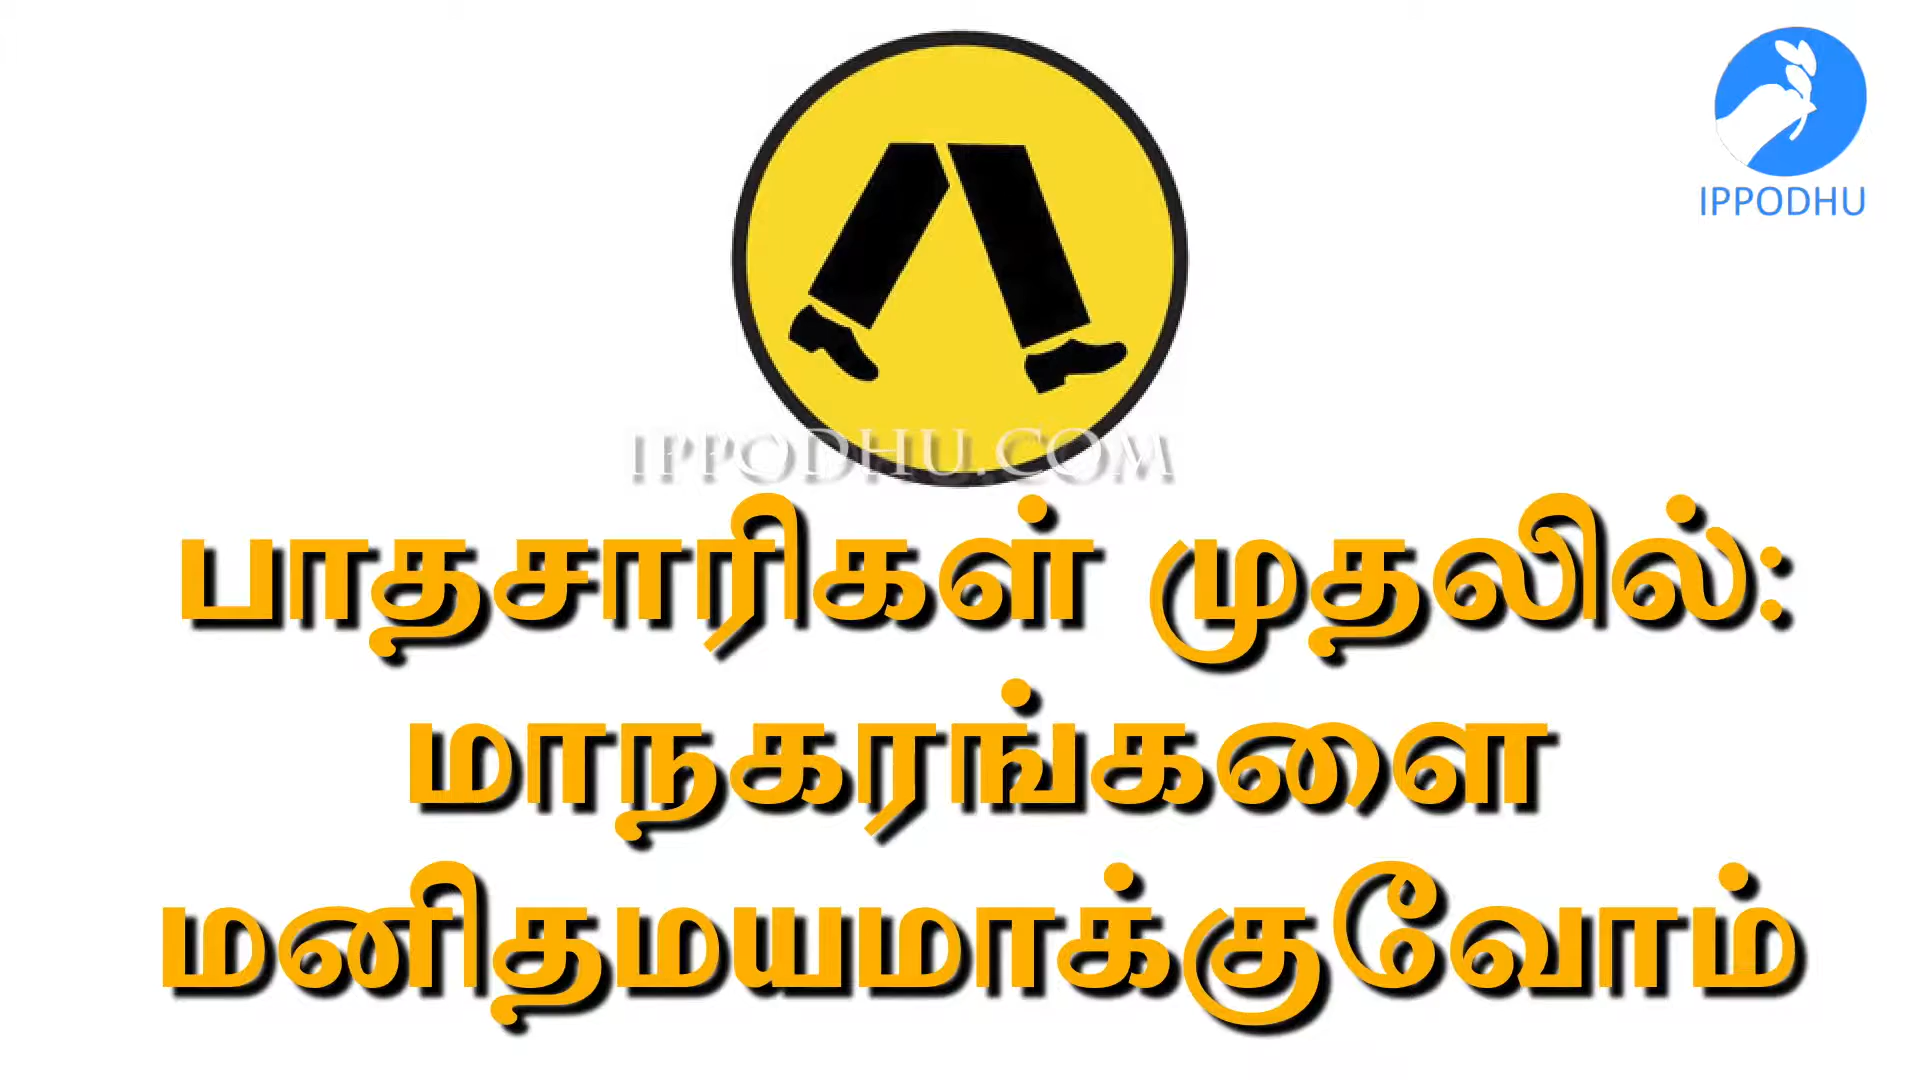 IPPODHU
IPPODHU.COM
பாதசாரிகள் முதலில்:
மாநகரங்களை
மனிதமயமாக்குவோம்